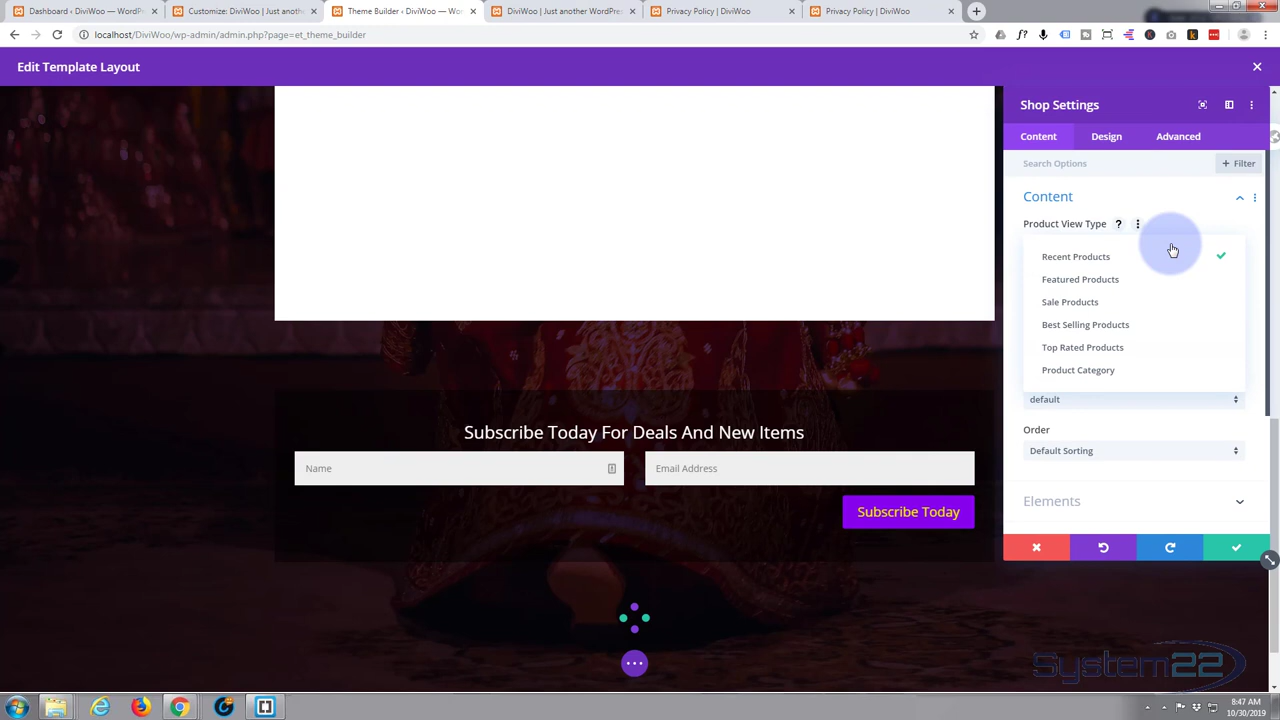 Dashboard ‹ DiviWoo — WordPr
Customize: DiviWoo | Just anothe
Theme Builder ‹ DiviWoo — Wo
DiviWoo | Just another WordPres
Privacy Policy | DiviWoo
Privacy Policy | DiviWoo
localhost/DiviWoo/wp-admin/admin.php?page=et_theme_builder
Edit Template Layout
Shop Settings
Content
Design
Advanced
Search Options
+ Filter
Content
Product View Type ?
Recent Products
Featured Products
Sale Products
Best Selling Products
Top Rated Products
Product Category
default
Order
Default Sorting
Elements
Subscribe Today For Deals And New Items
Name
Email Address
Subscribe Today
System22
8:47 AM
10/30/2019